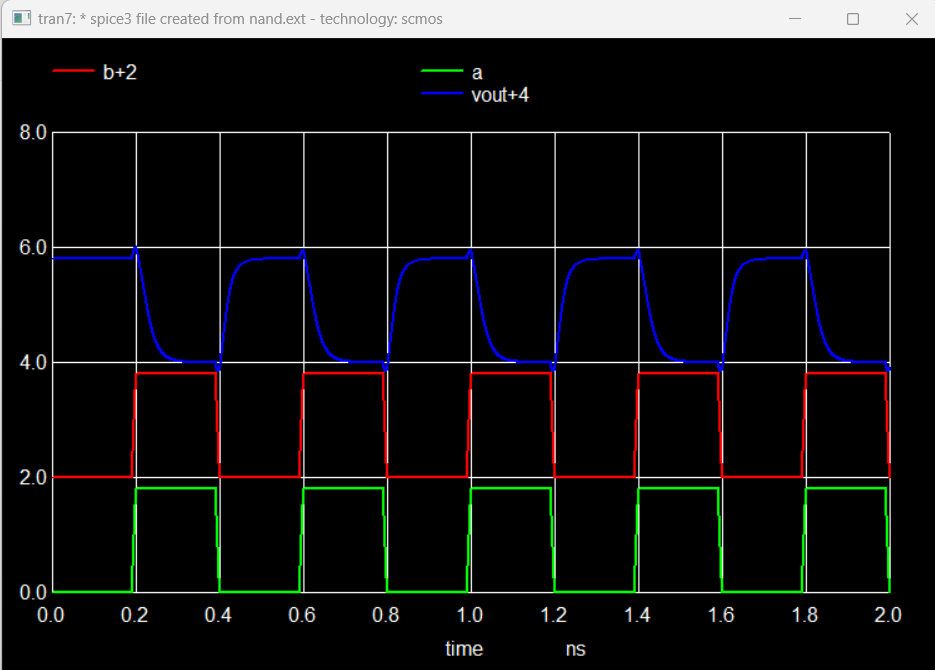 tran7: * spice3 file created from nand.ext - technology: scmos
b+2
a
vout+4
8.0
6.0
4.0
2.0
0.0
0.0 0.2 0.4 0.6 0.8 1.0 1.2 1.4 1.6 1.8 2.0
time ns